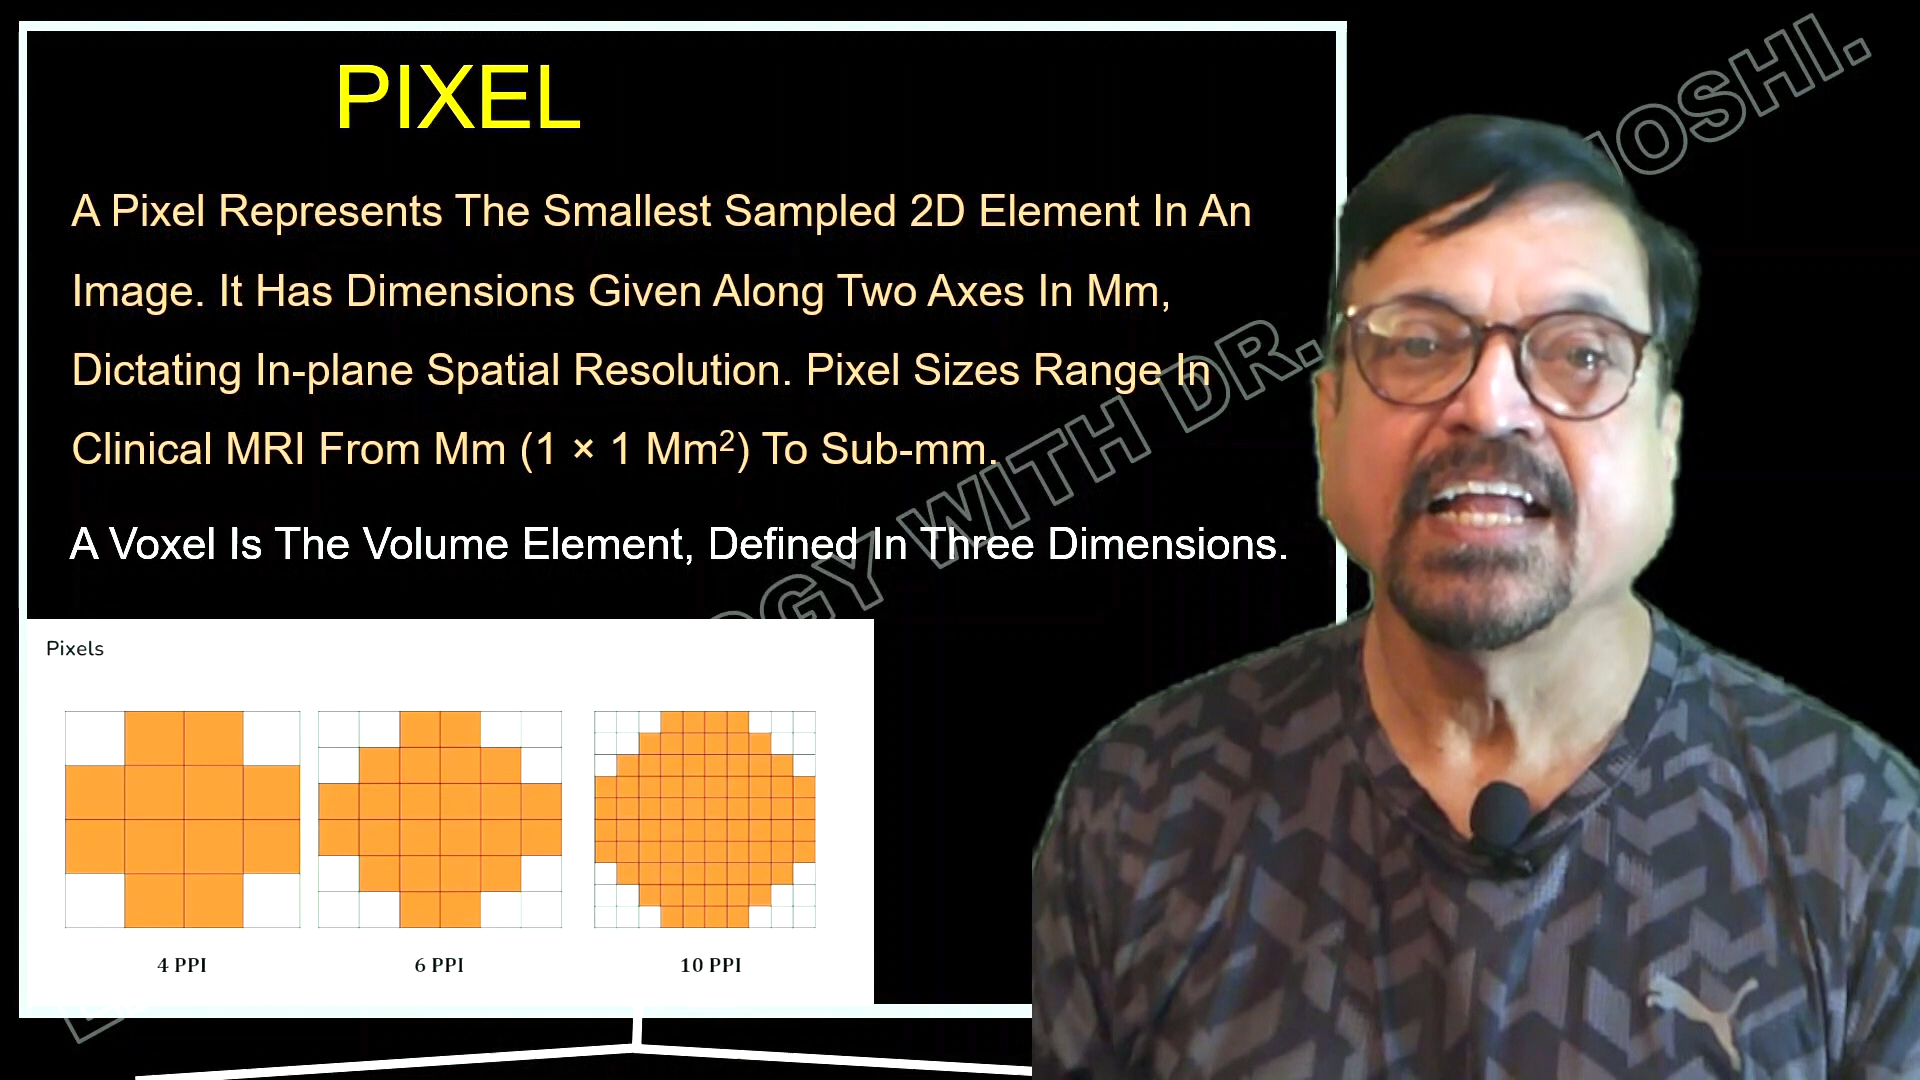 PIXEL
A Pixel Represents The Smallest Sampled 2D Element In An
Image. It Has Dimensions Given Along Two Axes In Mm,
Dictating In-plane Spatial Resolution. Pixel Sizes Range In
Clinical MRI From Mm (1 × 1 Mm²) To Sub-mm.
A Voxel Is The Volume Element, Defined In Three Dimensions.
Pixels
4 PPI
6 PPI
10 PPI
WITH DR. JOSHI.